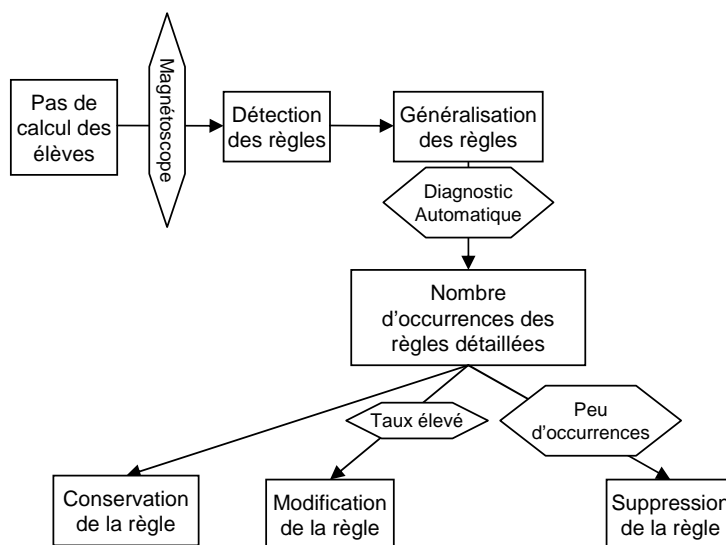 Pas de
calcul des
élèves
Magnétoscope
Détection
des règles
Généralisation
des règles
Diagnostic
Automatique
Nombre
d'occurrences des
règles détaillées
Taux élevé
Peu
d'occurrences
Conservation
de la règle
Modification
de la règle
Suppression
de la règle